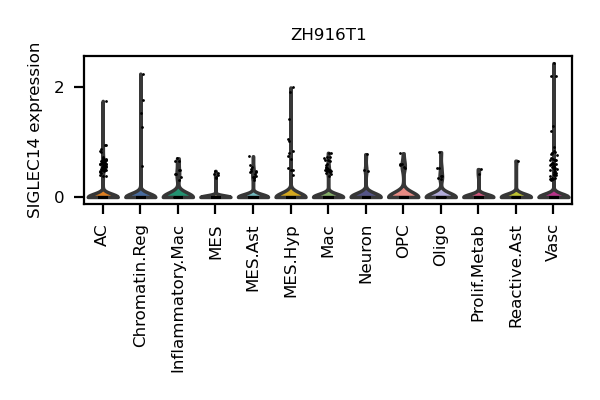 ZH916T1
SIGLEC14 expression
2
0
AC
Chromatin.Reg
Inflammatory.Mac
MES
MES.Ast
MES.Hyp
Mac
Neuron
OPC
Oligo
Prolif.Metab
Reactive.Ast
Vasc